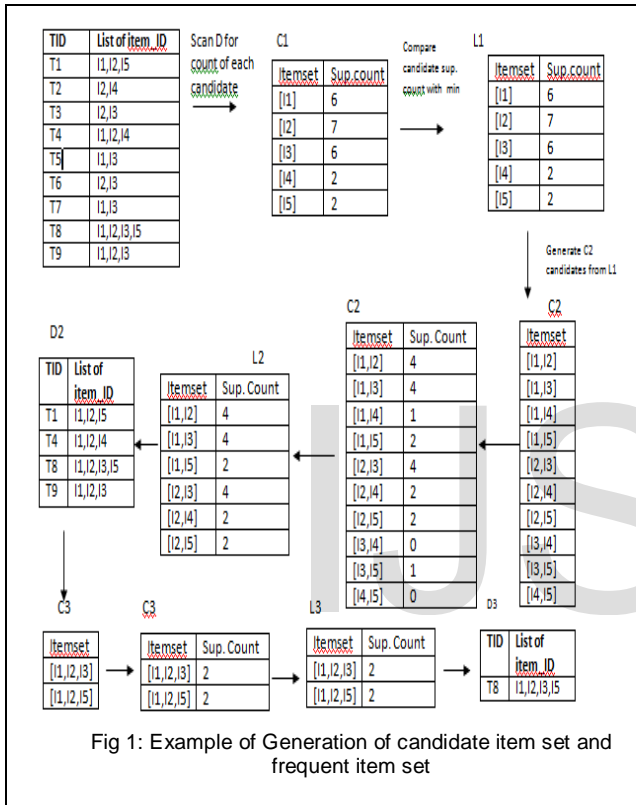 TID List of item_ID
T1 I1,I2,I5
T2 I2,I4
T3 I2,I3
T4 I1,I2,I4
T5 I1,I3
T6 I2,I3
T7 I1,I3
T8 I1,I2,I3,I5
T9 I1,I2,I3
Scan D for
count of each
candidate
C1
Itemset Sup.count
[I1] 6
[I2] 7
[I3] 6
[I4] 2
[I5] 2
Compare
candidate sup.
count with min
L1
Itemset Sup.count
[I1] 6
[I2] 7
[I3] 6
[I4] 2
[I5] 2
Generate C2
candidates from L1
C2
Itemset
[I1,I2]
[I1,I3]
[I1,I4]
[I1,I5]
[I2,I3]
[I2,I4]
[I2,I5]
[I3,I4]
[I3,I5]
[I4,I5]
C2
Itemset Sup. Count
[I1,I2] 4
[I1,I3] 4
[I1,I4] 1
[I1,I5] 2
[I2,I3] 4
[I2,I4] 2
[I2,I5] 2
[I3,I4] 0
[I3,I5] 1
[I4,I5] 0
L2
Itemset Sup. Count
[I1,I2] 4
[I1,I3] 4
[I1,I5] 2
[I2,I3] 4
[I2,I4] 2
[I2,I5] 2
D2
TID List of
item_ID
T1 I1,I2,I5
T4 I1,I2,I4
T8 I1,I2,I3,I5
T9 I1,I2,I3
C3
Itemset
[I1,I2,I3]
[I1,I2,I5]
C3
Itemset Sup. Count
[I1,I2,I3] 2
[I1,I2,I5] 2
L3
Itemset Sup. Count
[I1,I2,I3] 2
[I1,I2,I5] 2
D3
TID List of
item_ID
T8 I1,I2,I3,I5
IJS
Fig 1: Example of Generation of candidate item set and
frequent item set